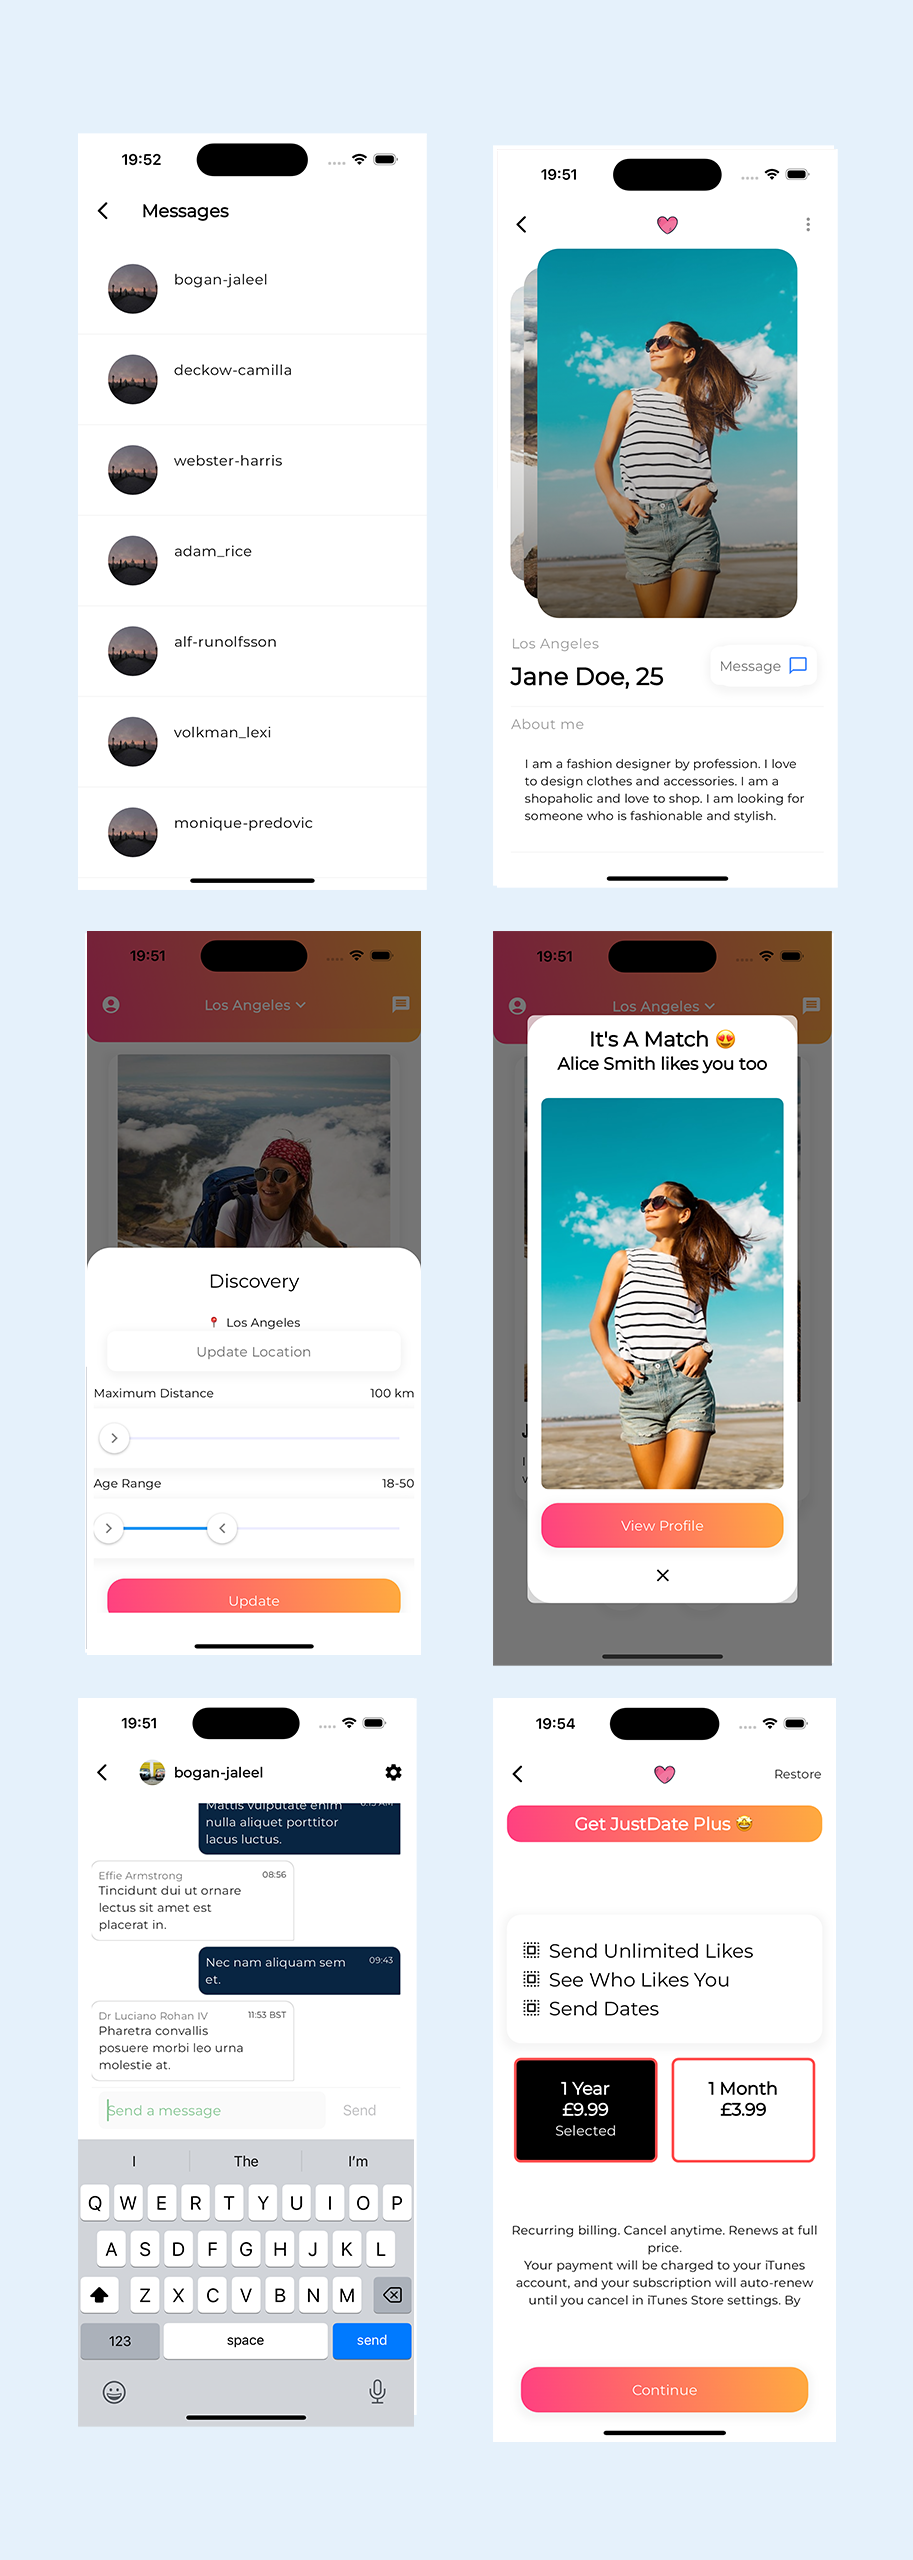 19:52
Messages
bogan-jaleel
deckow-camilla
webster-harris
adam_rice
alf-runolfsson
volkman_lexi
monique-predovic
19:51
Los Angeles
Jane Doe, 25
Message
About me
I am a fashion designer by profession. I love
to design clothes and accessories. I am a
shopaholic and love to shop. I am looking for
someone who is fashionable and stylish.
19:51
Los Angeles
Discovery
📍 Los Angeles
Update Location
Maximum Distance 100 km
Age Range 18-50
Update
19:51
Los Angeles
It's A Match 😍
Alice Smith likes you too
J
I
w
View Profile
19:51
bogan-jaleel
Mattis vulputate enim
nulla aliquet porttitor
lacus luctus.
Effie Armstrong 08:56
Tincidunt dui ut ornare
lectus sit amet est
placerat in.
Nec nam aliquam sem 09:43
et.
Dr Luciano Rohan IV 11:53 BST
Pharetra convallis
posuere morbi leo urna
molestie at.
Send a message Send
I The I'm
Q W E R T Y U I O P
A S D F G H J K L
Z X C V B N M
123 space send
19:54
Restore
Get JustDate Plus 🤩
Send Unlimited Likes
See Who Likes You
Send Dates
1 Year
£9.99
Selected
1 Month
£3.99
Recurring billing. Cancel anytime. Renews at full
price.
Your payment will be charged to your iTunes
account, and your subscription will auto-renew
until you cancel in iTunes Store settings. By
Continue